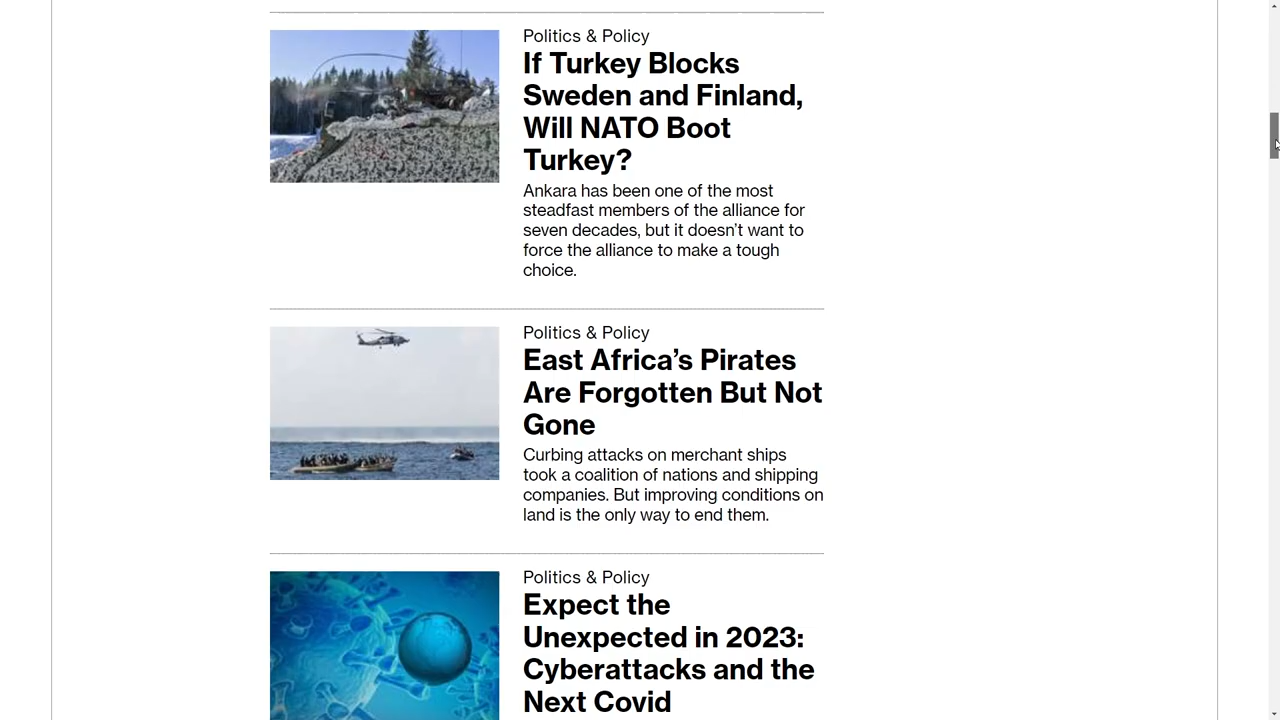 Politics & Policy
If Turkey Blocks
Sweden and Finland,
Will NATO Boot
Turkey?
Ankara has been one of the most
steadfast members of the alliance for
seven decades, but it doesn’t want to
force the alliance to make a tough
choice.
Politics & Policy
East Africa’s Pirates
Are Forgotten But Not
Gone
Curbing attacks on merchant ships
took a coalition of nations and shipping
companies. But improving conditions on
land is the only way to end them.
Politics & Policy
Expect the
Unexpected in 2023:
Cyberattacks and the
Next Covid